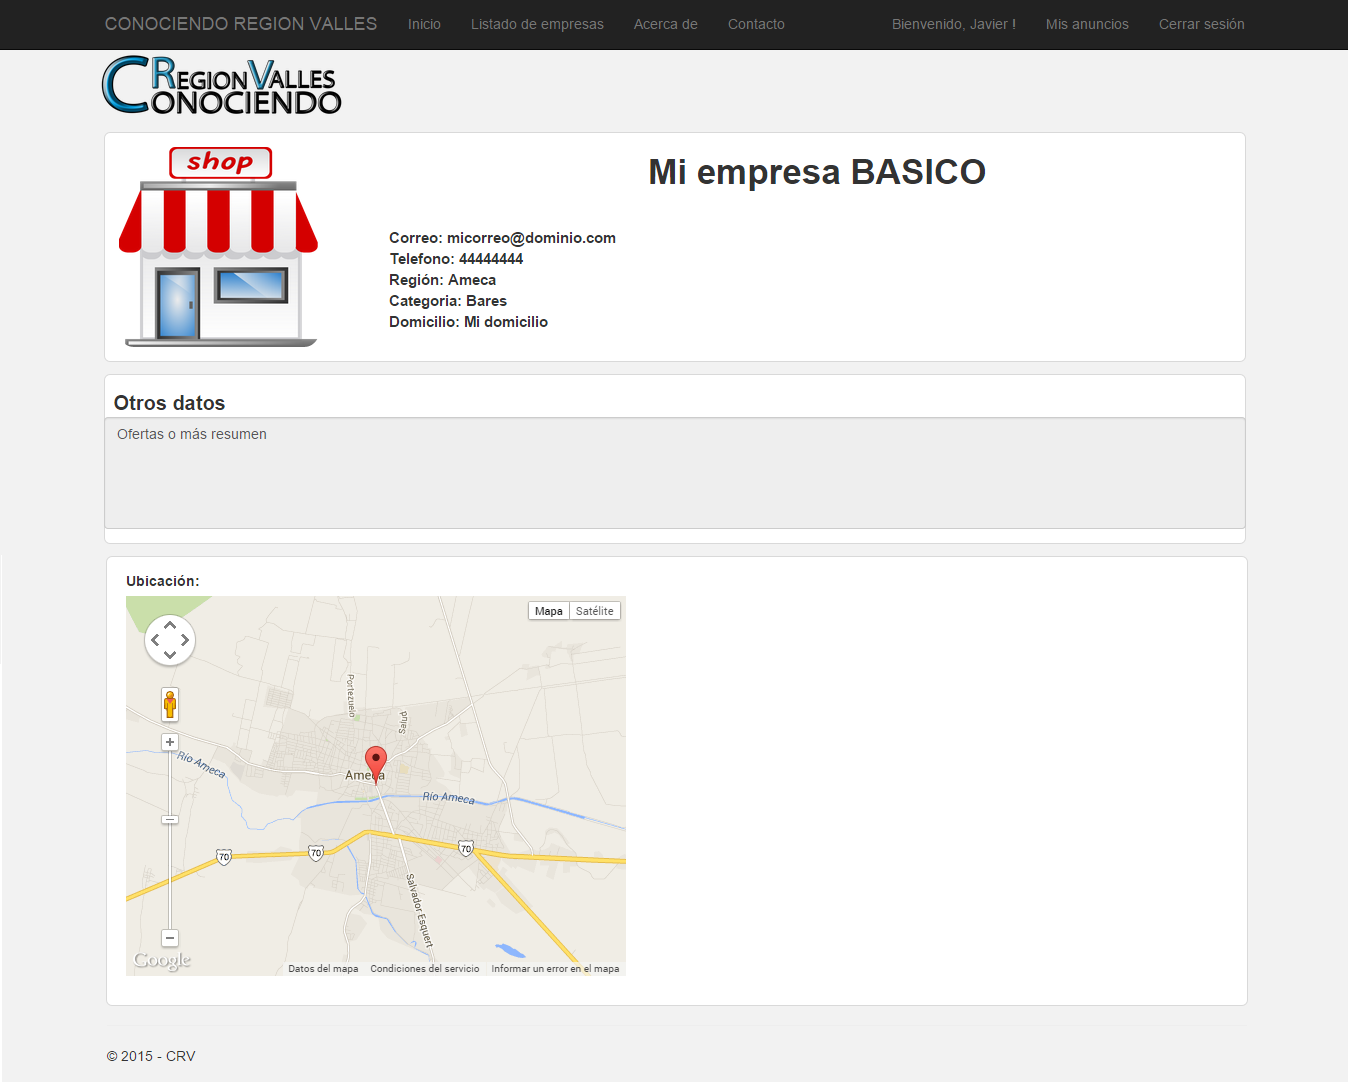 CONOCIENDO REGION VALLES Inicio Listado de empresas Acerca de Contacto Bienvenido, Javier ! Mis anuncios Cerrar sesión
REGION VALLES
CONOCIENDO
shop
Mi empresa BASICO
Correo: micorreo@dominio.com
Telefono: 44444444
Región: Ameca
Categoria: Bares
Domicilio: Mi domicilio
Otros datos
Ofertas o más resumen
Ubicación:
Mapa Satélite
Portezuelo
Salup
Río Ameca
Ameca
Río Ameca
70
70
70
Salvador Esquert
Google
Datos del mapa Condiciones del servicio Informar un error en el mapa
© 2015 - CRV